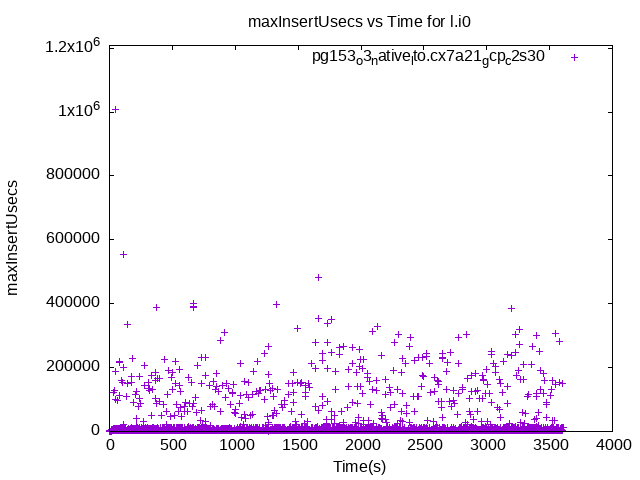 maxInsertUsecs vs Time for l.i0
pg153_o3_native_lto.cx7a21_gcp_c2s30
1.2x10^6
1x10^6
800000
600000
400000
200000
0
maxInsertUsecs
0 500 1000 1500 2000 2500 3000 3500 4000
Time(s)